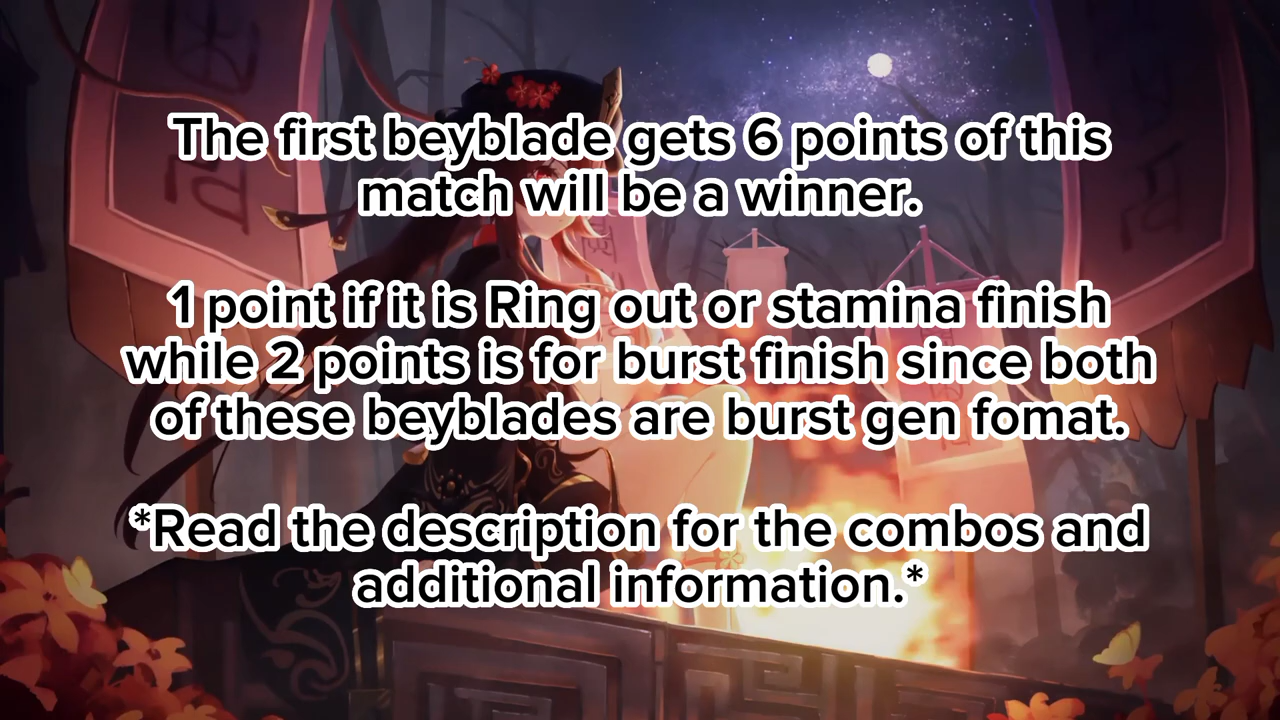 The first beyblade gets 6 points of this
match will be a winner.
1 point if it is Ring out or stamina finish
while 2 points is for burst finish since both
of these beyblades are burst gen fomat.
*Read the description for the combos and
additional information.*